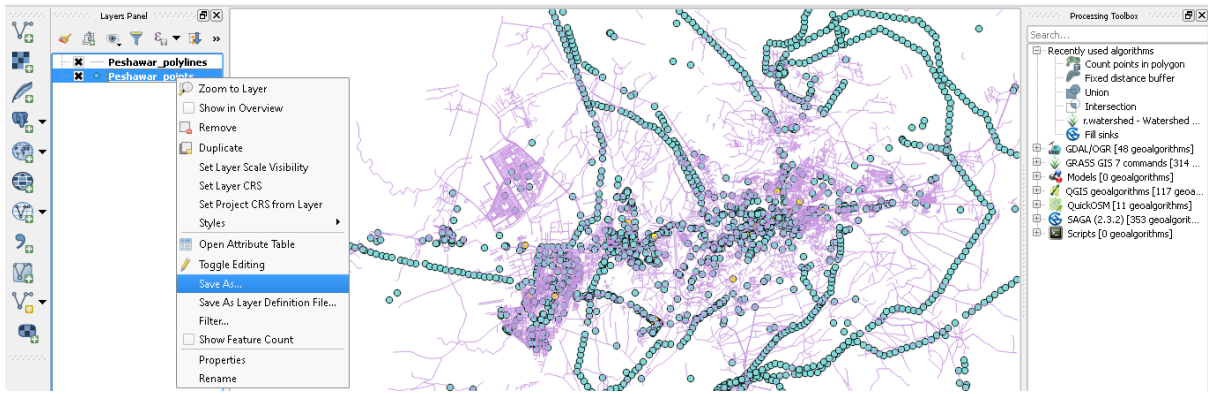 Layers Panel
»
Peshawar_polylines
Peshawar_points
Zoom to Layer
Show in Overview
Remove
Duplicate
Set Layer Scale Visibility
Set Layer CRS
Set Project CRS from Layer
Styles
Open Attribute Table
Toggle Editing
Save As...
Save As Layer Definition File...
Filter...
Show Feature Count
Properties
Rename
Processing Toolbox
Search...
Recently used algorithms
Count points in polygon
Fixed distance buffer
Union
Intersection
r.watershed - Watershed ...
Fill sinks
GDAL/OGR [48 geoalgorithms]
GRASS GIS 7 commands [314 ...
Models [0 geoalgorithms]
QGIS geoalgorithms [117 geoa...
QuickOSM [11 geoalgorithms]
SAGA (2.3.2) [353 geoalgorit...
Scripts [0 geoalgorithms]